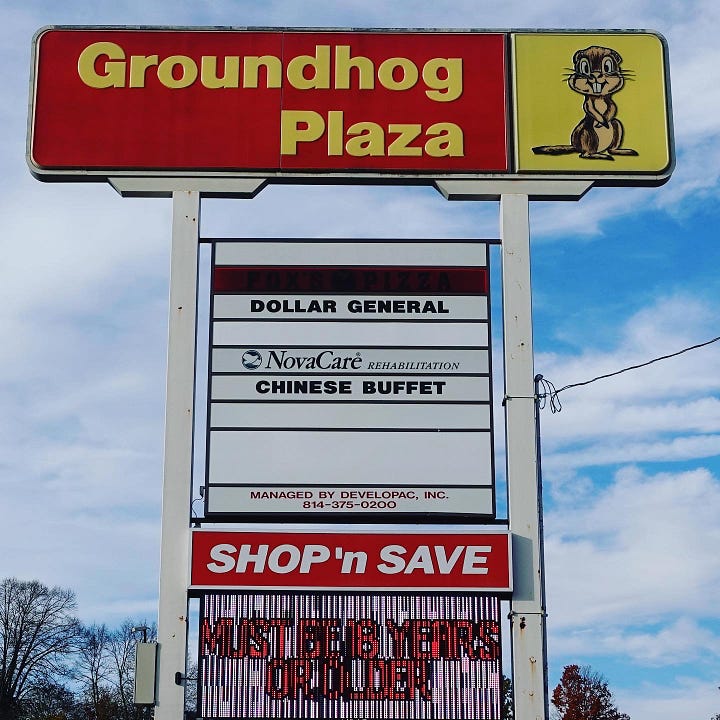 Groundhog
Plaza
FOX'S PIZZA
DOLLAR GENERAL
NovaCare® REHABILITATION
CHINESE BUFFET
MANAGED BY DEVELOPAC, INC.
814-375-0200
SHOP 'n SAVE
MUST BE 18 YEARS
OR OLDER